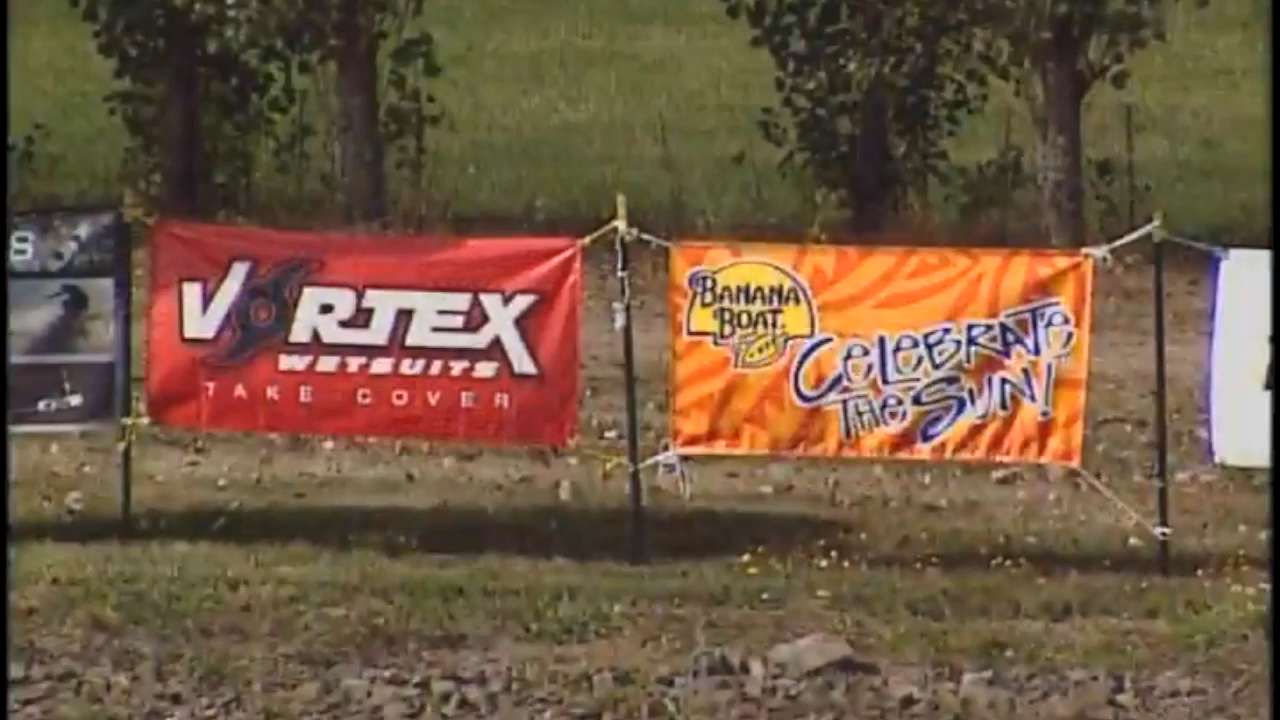 S
VORTEX
WETSUITS
TAKE COVER
BANANA
BOAT
CELEBRATE
THE SUN!